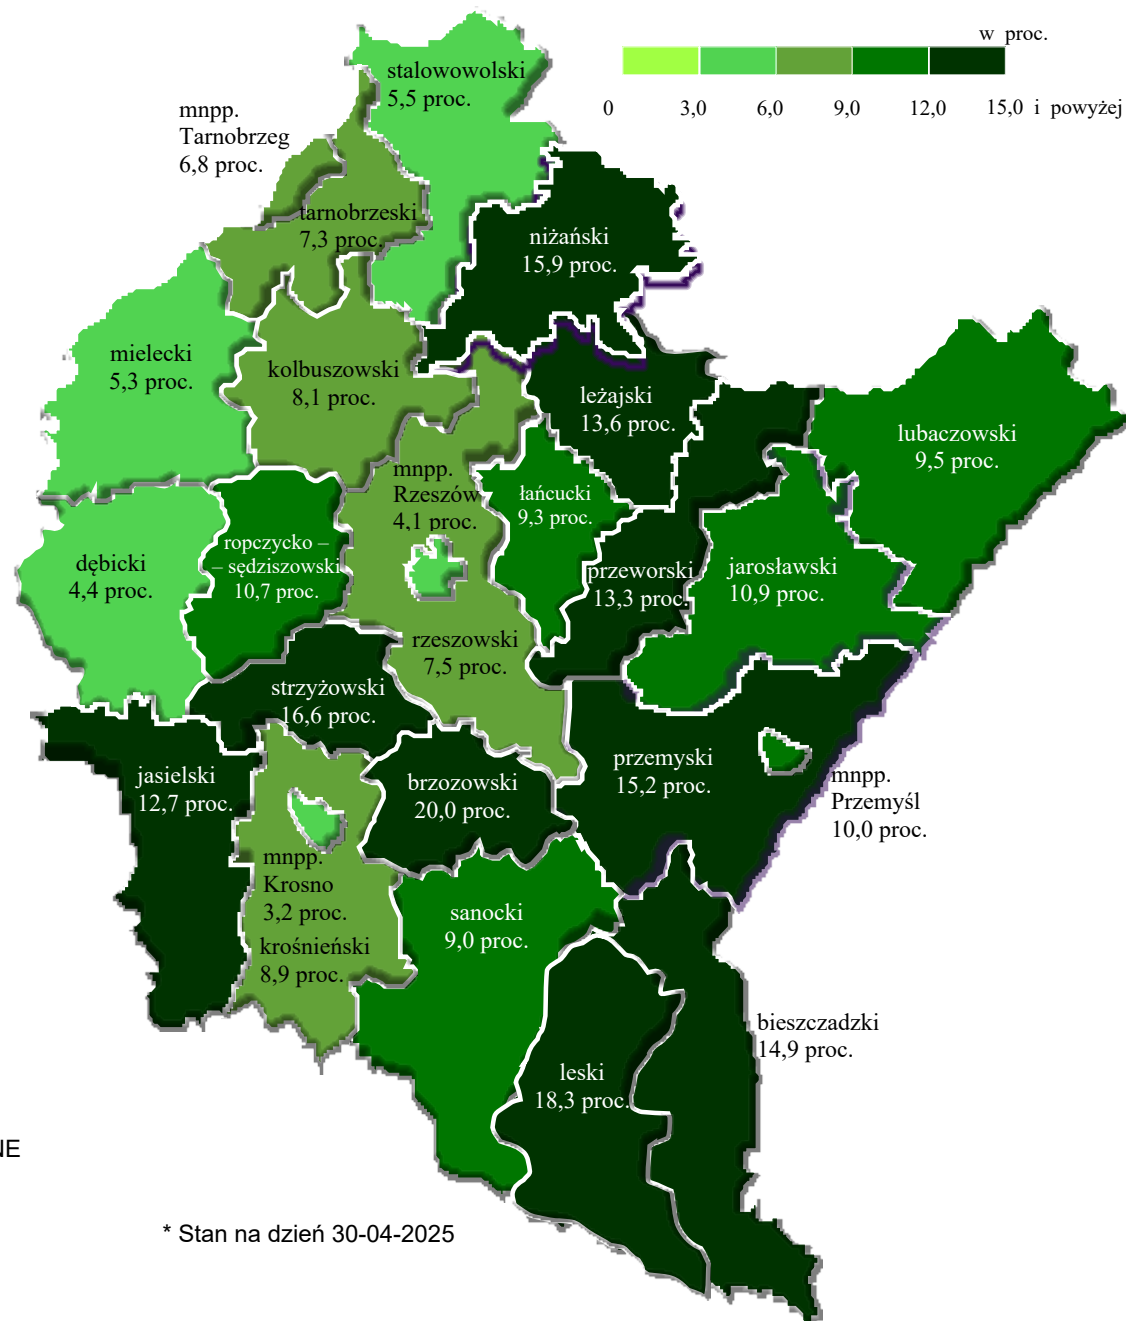 w proc.
0 3,0 6,0 9,0 12,0 15,0 i powyżej
stalowowolski
5,5 proc.
mnpp.
Tarnobrzeg
6,8 proc.
tarnobrzeski
7,3 proc.
niżański
15,9 proc.
mielecki
5,3 proc.
kolbuszowski
8,1 proc.
leżajski
13,6 proc.
lubaczowski
9,5 proc.
mnpp.
Rzeszów
4,1 proc.
łańcucki
9,3 proc.
dębicki
4,4 proc.
ropczycko –
– sędziszowski
10,7 proc.
przeworski
13,3 proc.
jarosławski
10,9 proc.
rzeszowski
7,5 proc.
strzyżowski
16,6 proc.
jasielski
12,7 proc.
brzozowski
20,0 proc.
przemyski
15,2 proc.
mnpp.
Przemyśl
10,0 proc.
mnpp.
Krosno
3,2 proc.
krośnieński
8,9 proc.
sanocki
9,0 proc.
bieszczadzki
14,9 proc.
leski
18,3 proc.
NE
* Stan na dzień 30-04-2025